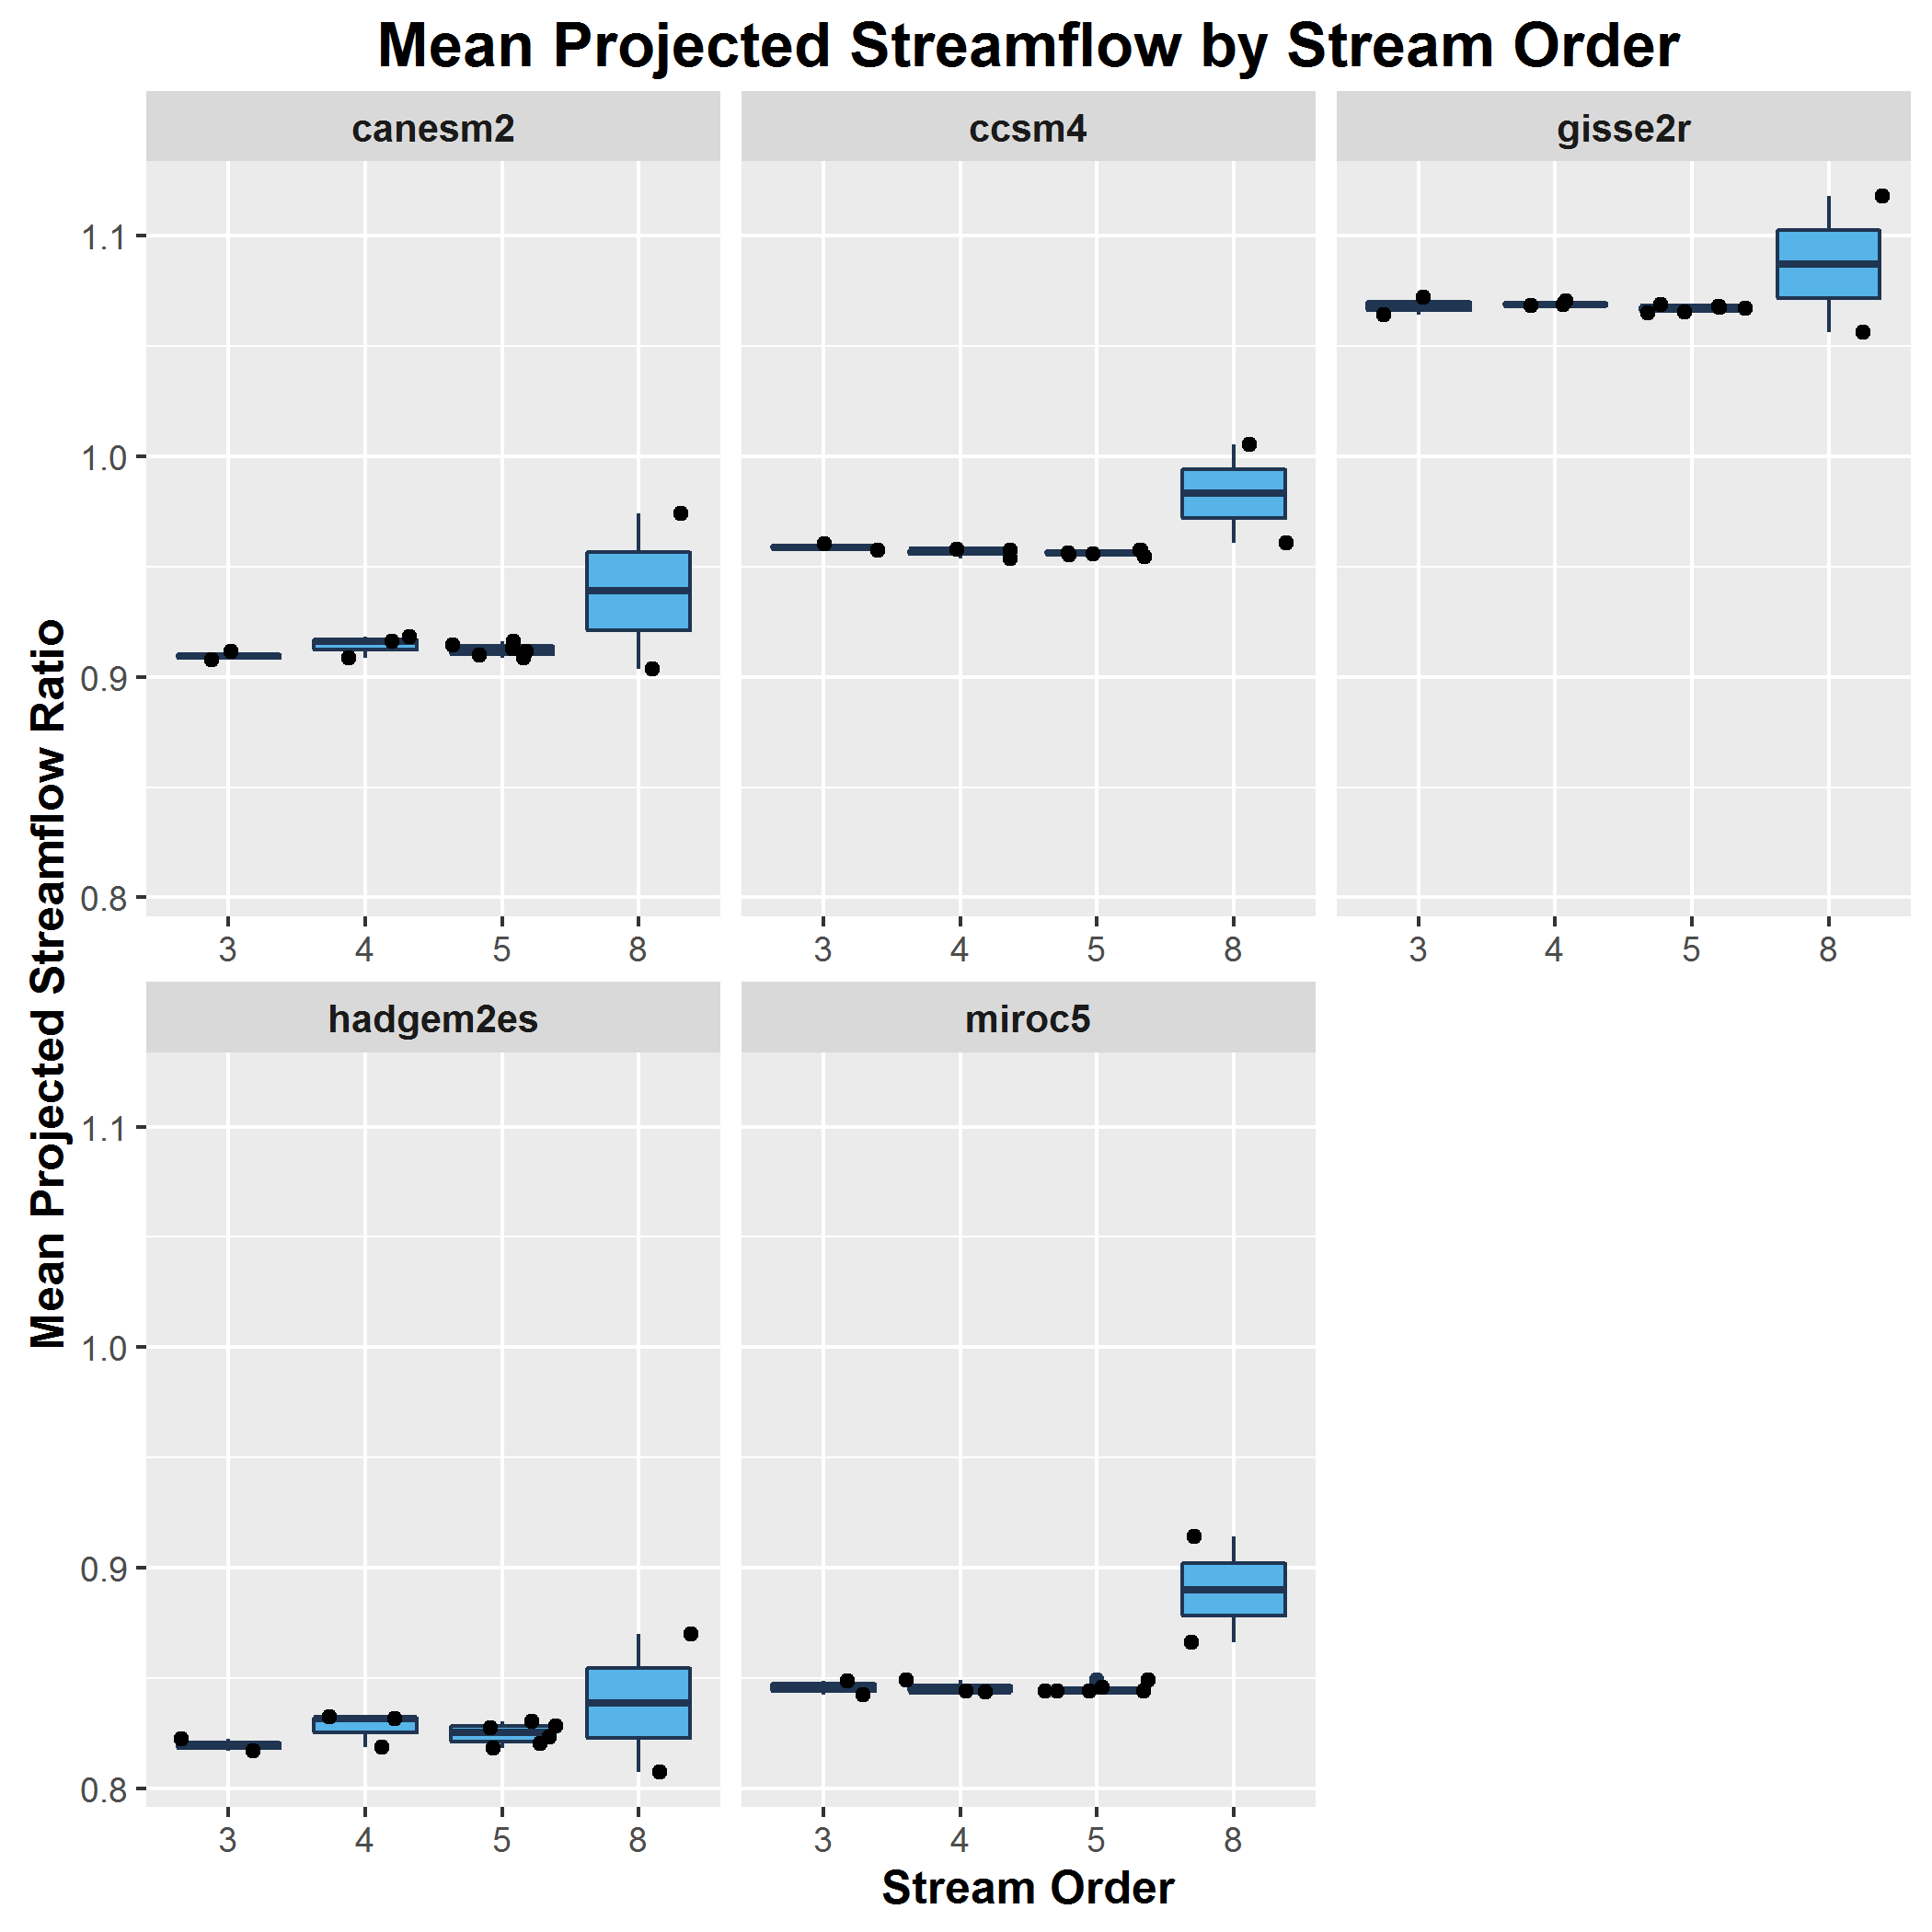 Mean Projected Streamflow by Stream Order
canesm2
ccsm4
gisse2r
1.1
1.0
0.9
0.8
3 4 5 8
3 4 5 8
3 4 5 8
Mean Projected Streamflow Ratio
hadgem2es
miroc5
1.1
1.0
0.9
0.8
3 4 5 8
3 4 5 8
Stream Order